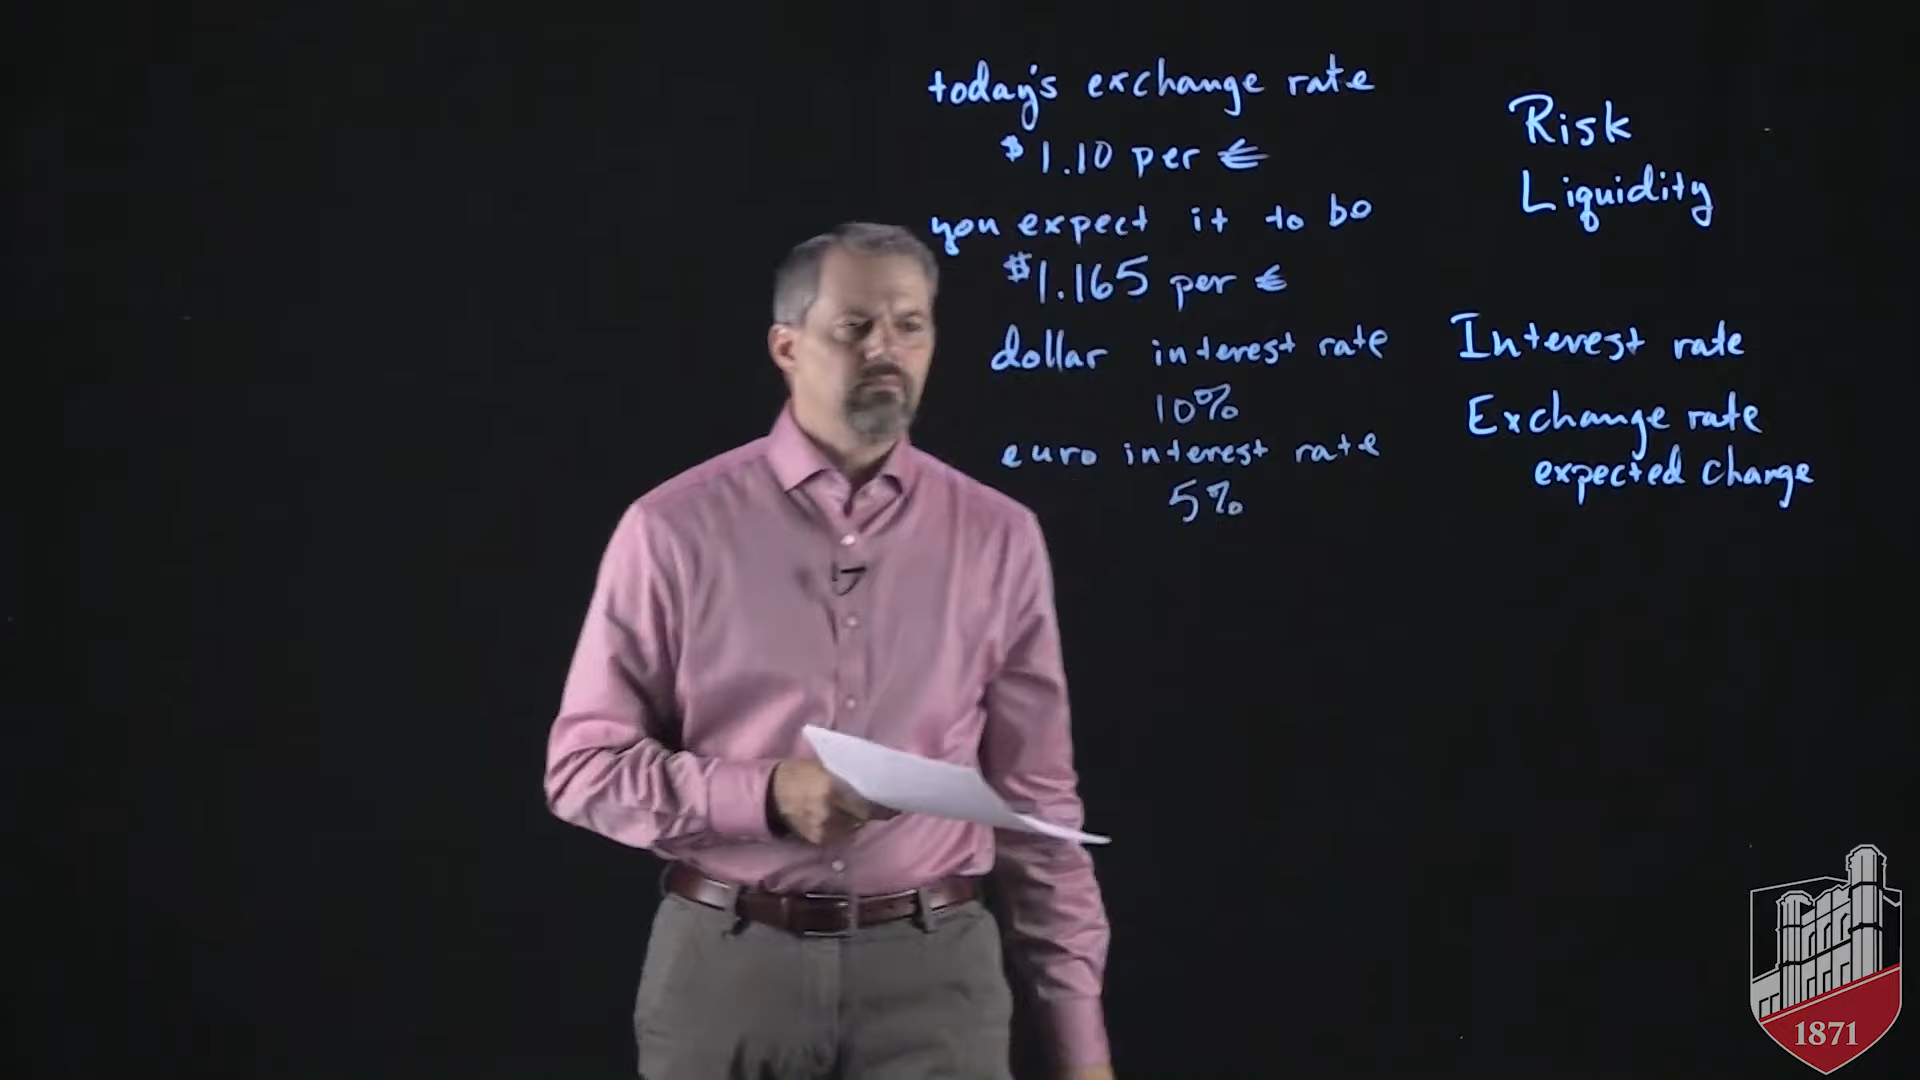 today's exchange rate
$1.10 per €
you expect it to be
$1.165 per €
dollar interest rate
10%
euro interest rate
5%
Risk
Liquidity
Interest rate
Exchange rate
expected change
1871